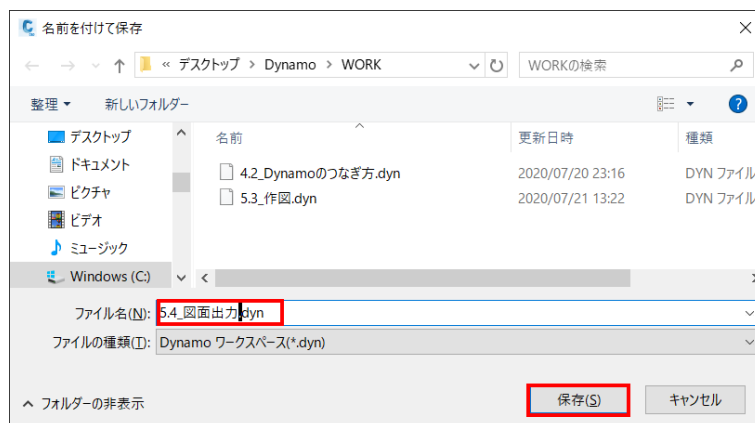 名前を付けて保存
« デスクトップ > Dynamo > WORK
WORKの検索
整理
新しいフォルダー
デスクトップ
ドキュメント
ピクチャ
ビデオ
ミュージック
Windows (C:)
名前 更新日時 種類
4.2_Dynamoのつなぎ方.dyn 2020/07/20 23:16 DYN ファイル
5.3_作図.dyn 2020/07/21 13:22 DYN ファイル
ファイル名(N): 5.4_図面出力.dyn
ファイルの種類(T): Dynamo ワークスペース(*.dyn)
フォルダーの非表示
保存(S)
キャンセル